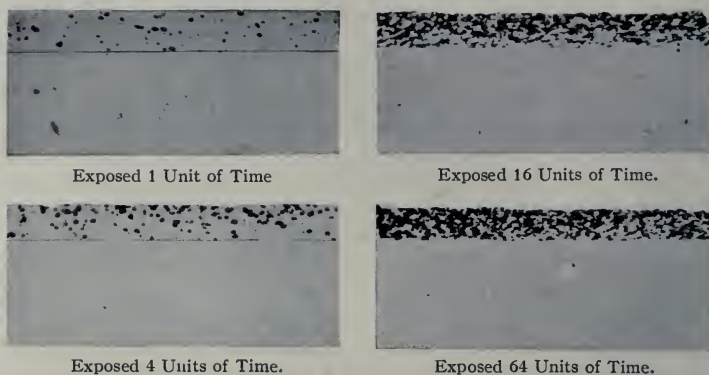 Exposed 1 Unit of Time
Exposed 16 Units of Time.
Exposed 4 Units of Time.
Exposed 64 Units of Time.